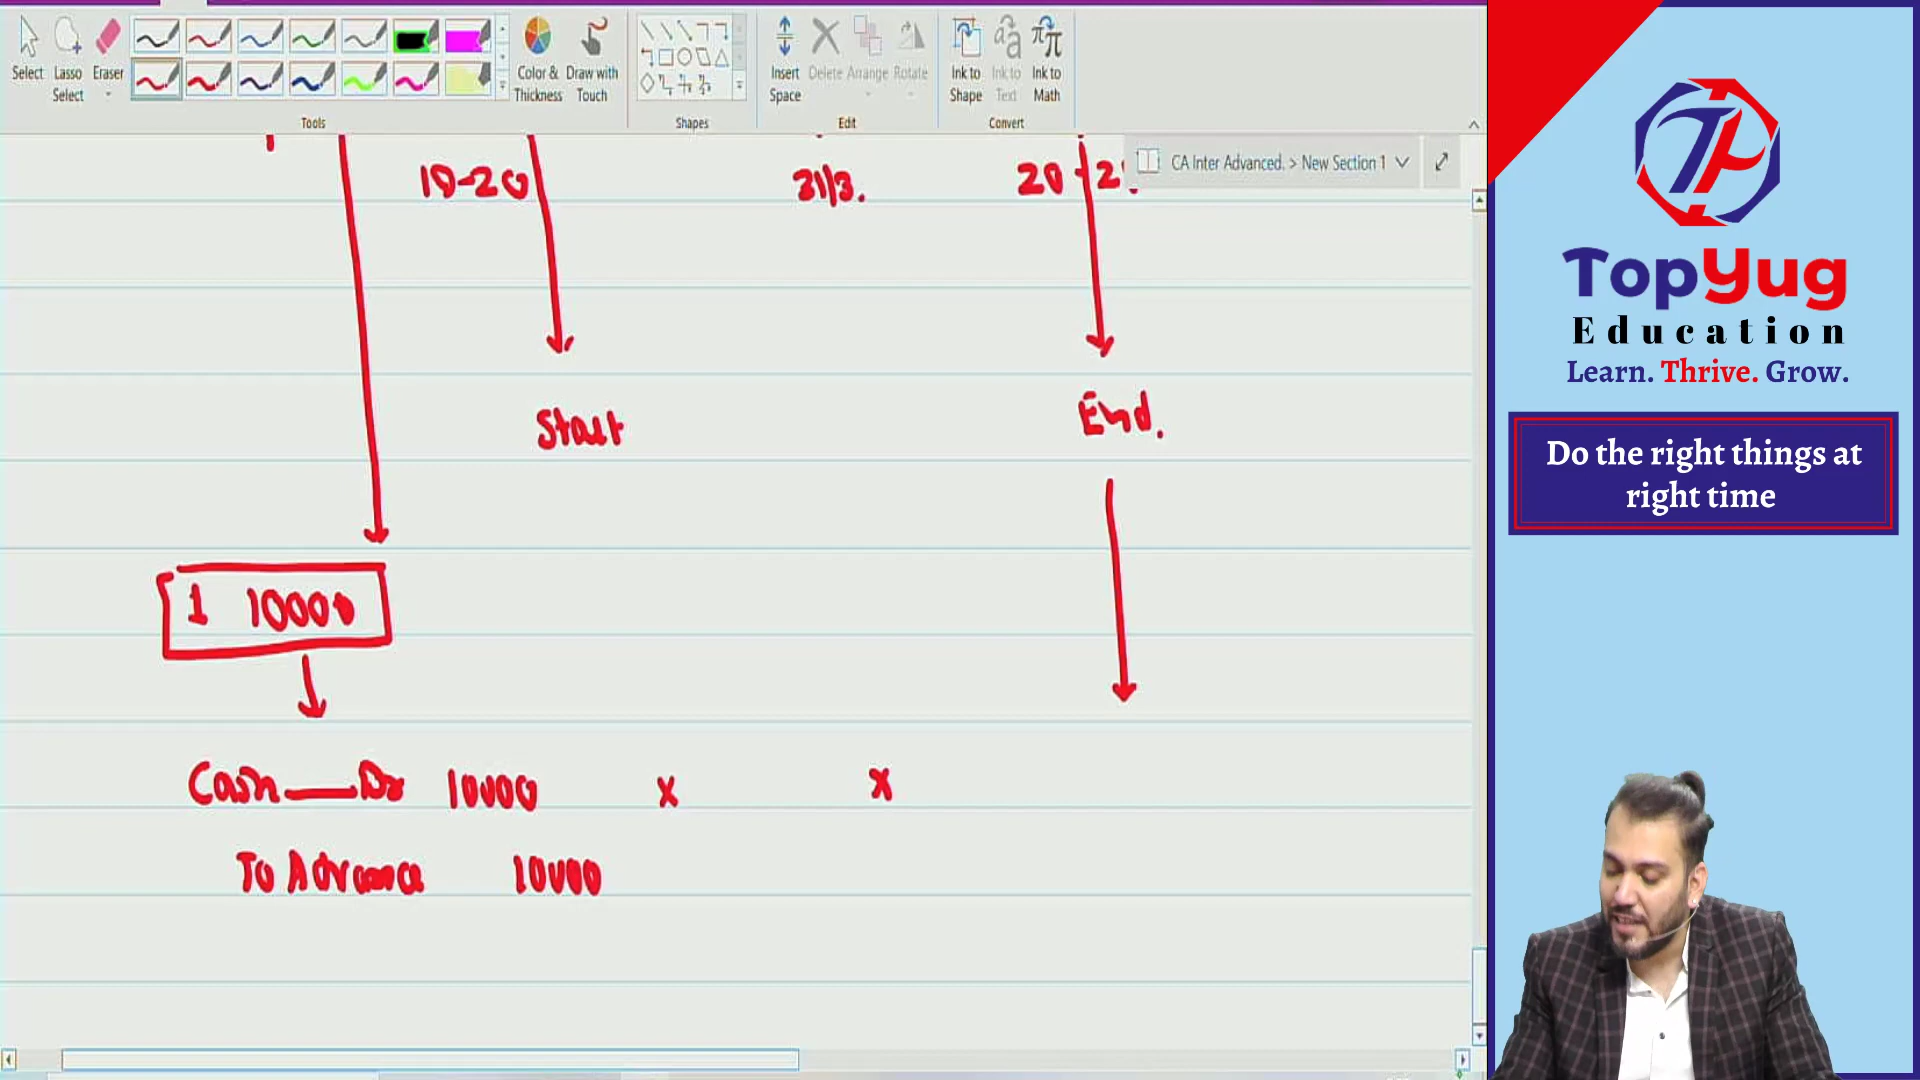 Select
Lasso Select
Eraser
Color & Thickness
Draw with Touch
Insert Space
Delete
Arrange
Rotate
Ink to Shape
Ink to Text
Ink to Math
Tools
Shapes
Edit
Convert
CA Inter Advanced. > New Section 1
19-20
31/3.
20-2
Start
End.
1 10000
Cash Dr 10000 x x
To Advance 10000
TopYug
Education
Learn. Thrive. Grow.
Do the right things at
right time